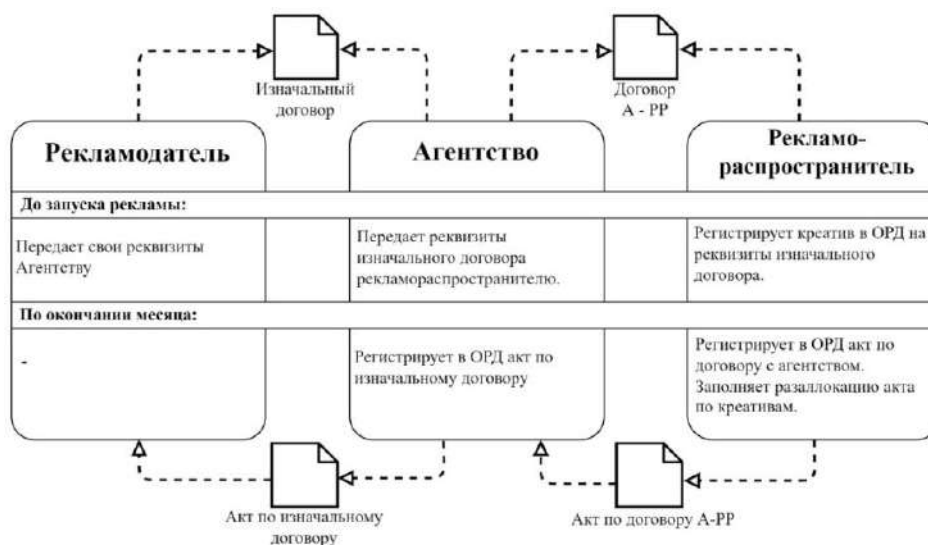 Изначальный
договор
Договор
А - РР
Рекламодатель
Агентство
Рекламо-
распространитель
До запуска рекламы:
Передает свои реквизиты
Агентству
Передает реквизиты
изначального договора
рекламораспространителю.
Регистрирует креатив в ОРД на
реквизиты изначального
договора.
По окончании месяца:
-
Регистрирует в ОРД акт по
изначальному договору
Регистрирует в ОРД акт по
договору с агентством.
Заполняет разаллокацию акта
по креативам.
Акт по изначальному
договору
Акт по договору А-РР